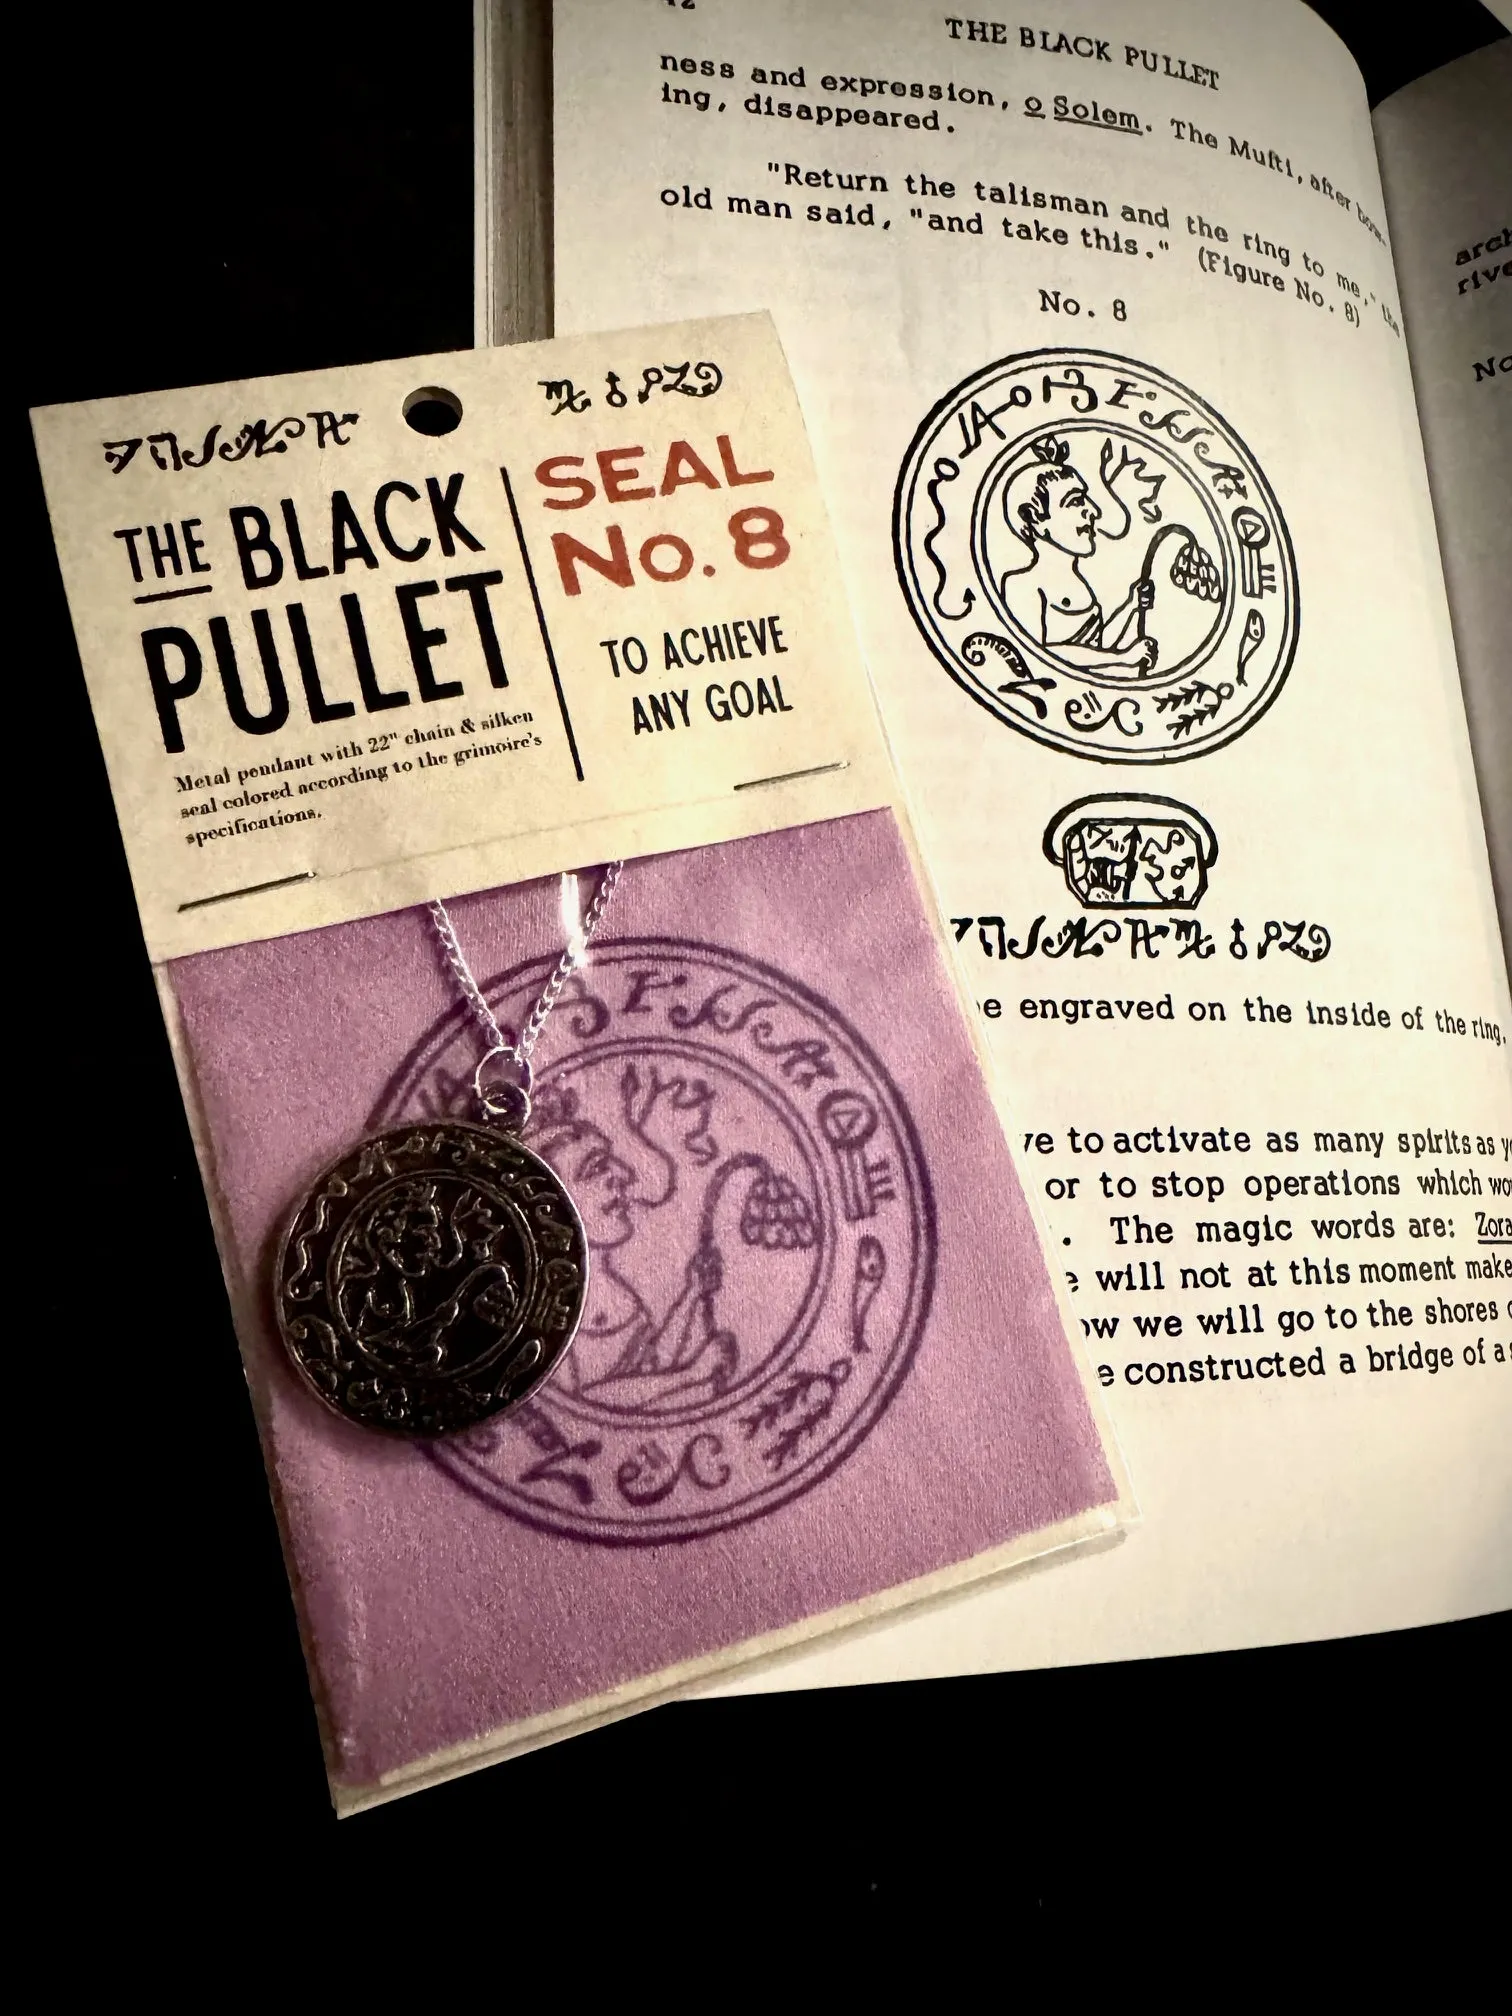 THE BLACK PULLET
ness and expression, o Solem. The Mufti, after bow-
ing, disappeared.
"Return the talisman and the ring to me," the
old man said, "and take this." (Figure No. 8)
No. 8
be engraved on the inside of the ring.
to activate as many spirits as
or to stop operations which
. The magic words are:
will not at this moment make
we will go to the shores
constructed a bridge of
THE BLACK
PULLET
Metal pendant with 22" chain & silken
seal colored according to the grimoire's
specifications.
SEAL
No. 8
TO ACHIEVE
ANY GOAL